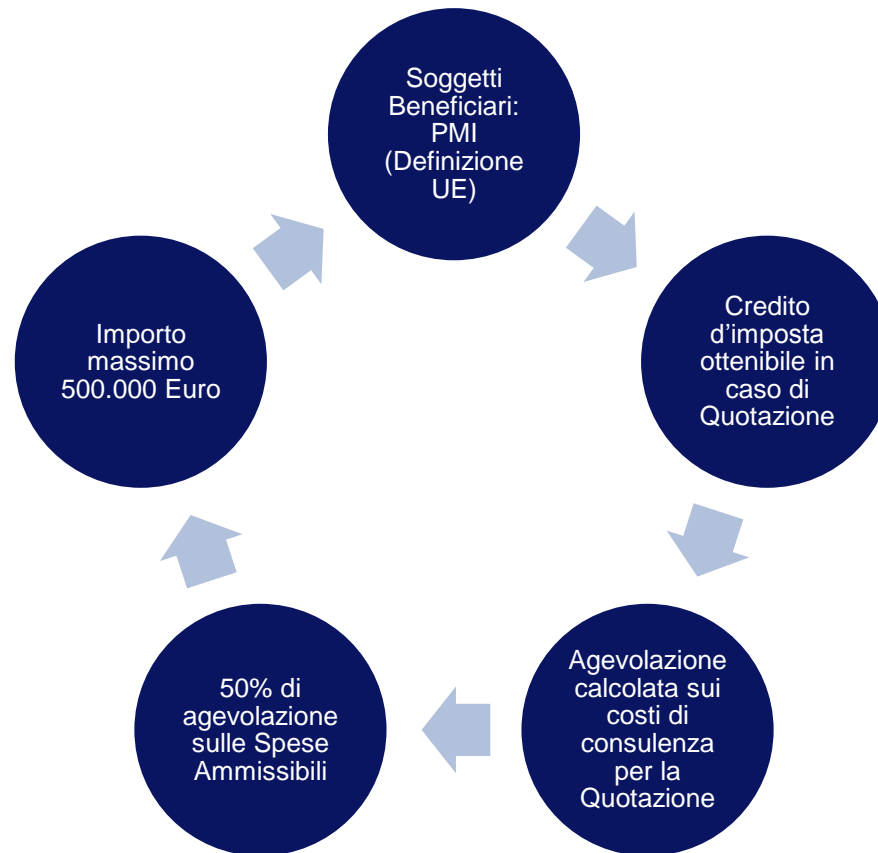 Soggetti
Beneficiari:
PMI
(Definizione
UE)
Credito
d’imposta
ottenibile in
caso di
Quotazione
Agevolazione
calcolata sui
costi di
consulenza
per la
Quotazione
50% di
agevolazione
sulle Spese
Ammissibili
Importo
massimo
500.000 Euro